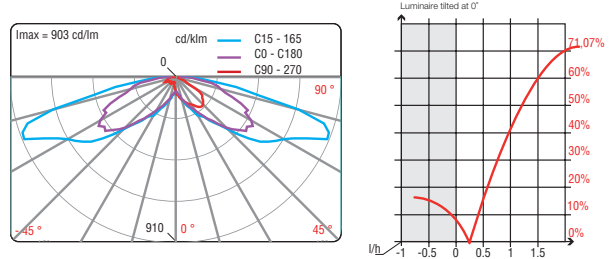 Imax = 903 cd/lm
cd/klm
C15 - 165
C0 - C180
C90 - 270
0
90 °
- 45 °
910
0 °
45 °
Luminaire tilted at 0°
71.07%
60%
50%
40%
30%
20%
10%
0%
l/h
-1 -0.5 0 0.5 1 1.5